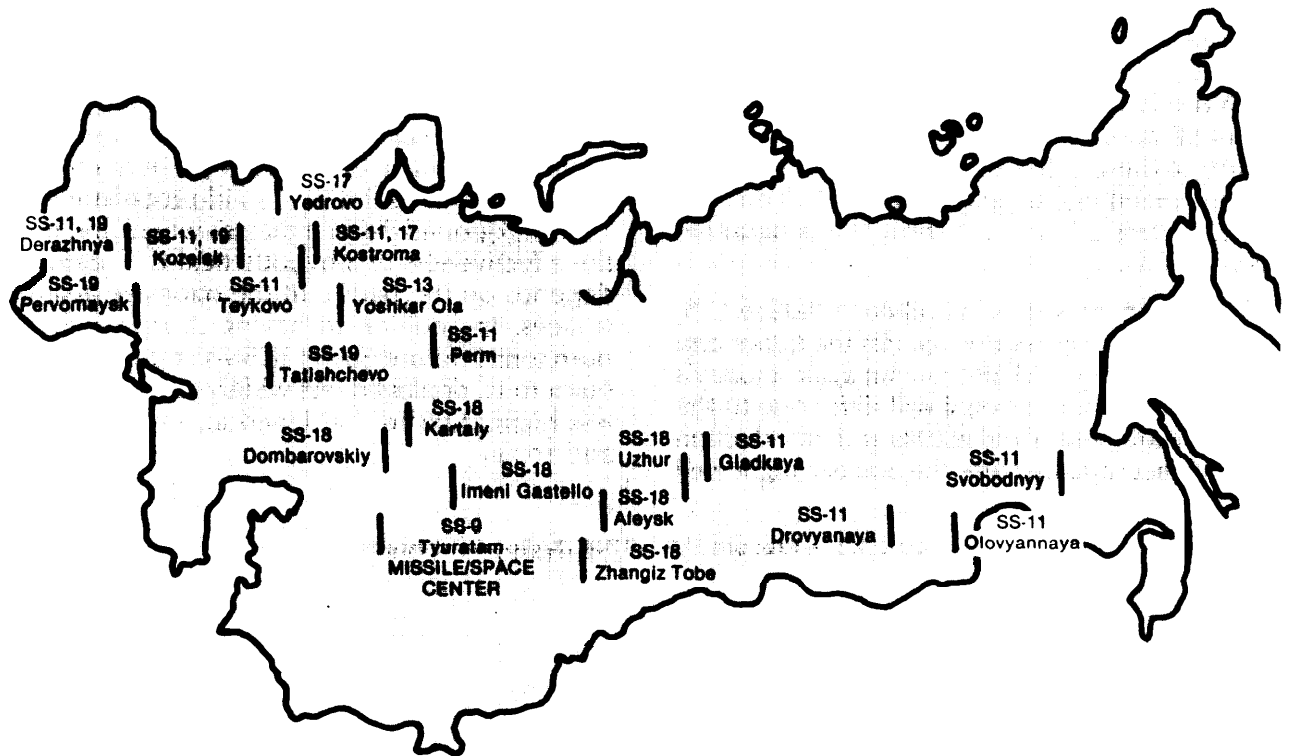 SS-17
Yedrovo
SS-11, 19
Derazhnya
SS-11, 19
Kozelsk
SS-11, 17
Kostroma
SS-19
Pervomaysk
SS-11
Teykovo
SS-13
Yoshkar Ola
SS-11
Perm
SS-19
Tatishchevo
SS-18
Kartaly
SS-18
Dombarovskiy
SS-18
Imeni Gastello
SS-18
Uzhur
SS-11
Gladkaya
SS-11
Svobodnyy
SS-18
Aleysk
SS-9
Tyuratam
MISSILE/SPACE
CENTER
SS-18
Zhangiz Tobe
SS-11
Drovyanaya
SS-11
Olovyannaya